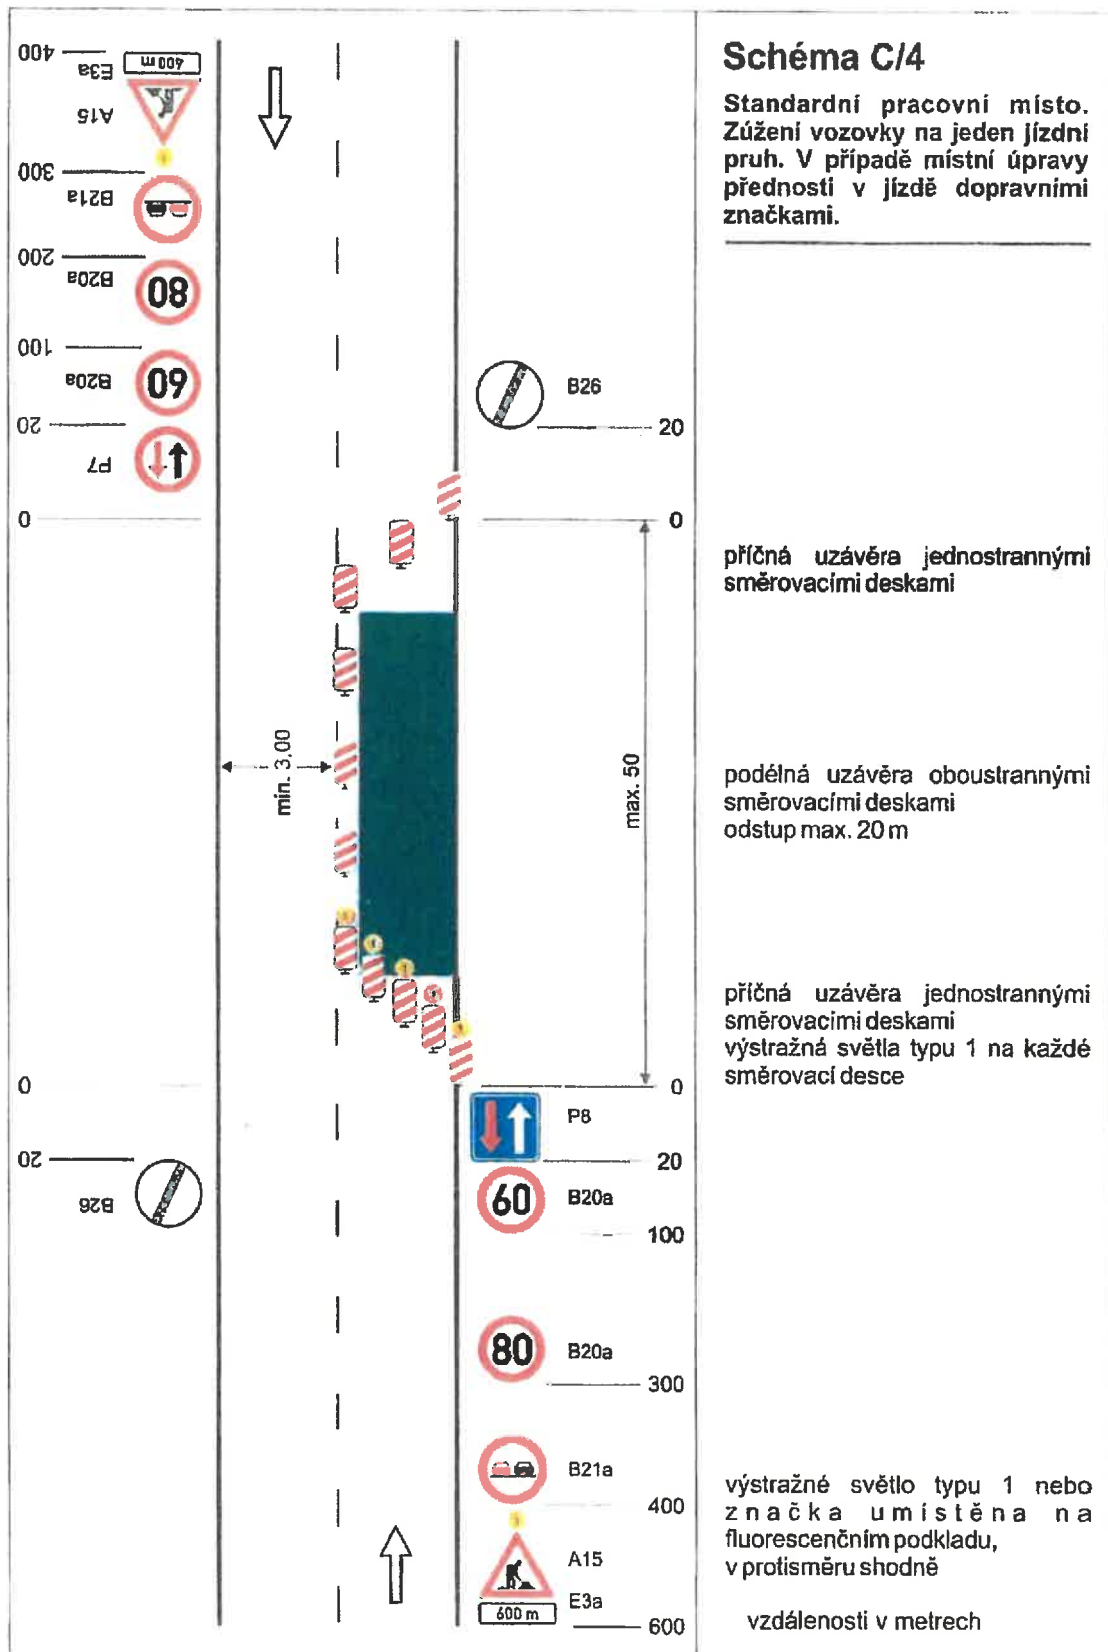 Schéma C/4
Standardní pracovní místo.
Zúžení vozovky na jeden jízdní
pruh. V případě místní úpravy
přednosti v jízdě dopravními
značkami.
400
E3a
400 m
A15
300
B21a
200
B20a
80
100
B20a
60
20
P7
0
B26
20
0
příčná uzávěra jednostrannými
směrovacími deskami
min. 3,00
max. 50
podélná uzávěra oboustrannými
směrovacími deskami
odstup max. 20 m
příčná uzávěra jednostrannými
směrovacími deskami
výstražná světla typu 1 na každé
směrovací desce
0
20
B26
0
P8
20
60
B20a
100
80
B20a
300
B21a
400
A15
E3a
600 m
600
výstražné světlo typu 1 nebo
značka umístěna na
fluorescenčním podkladu,
v protisměru shodně
vzdálenosti v metrech